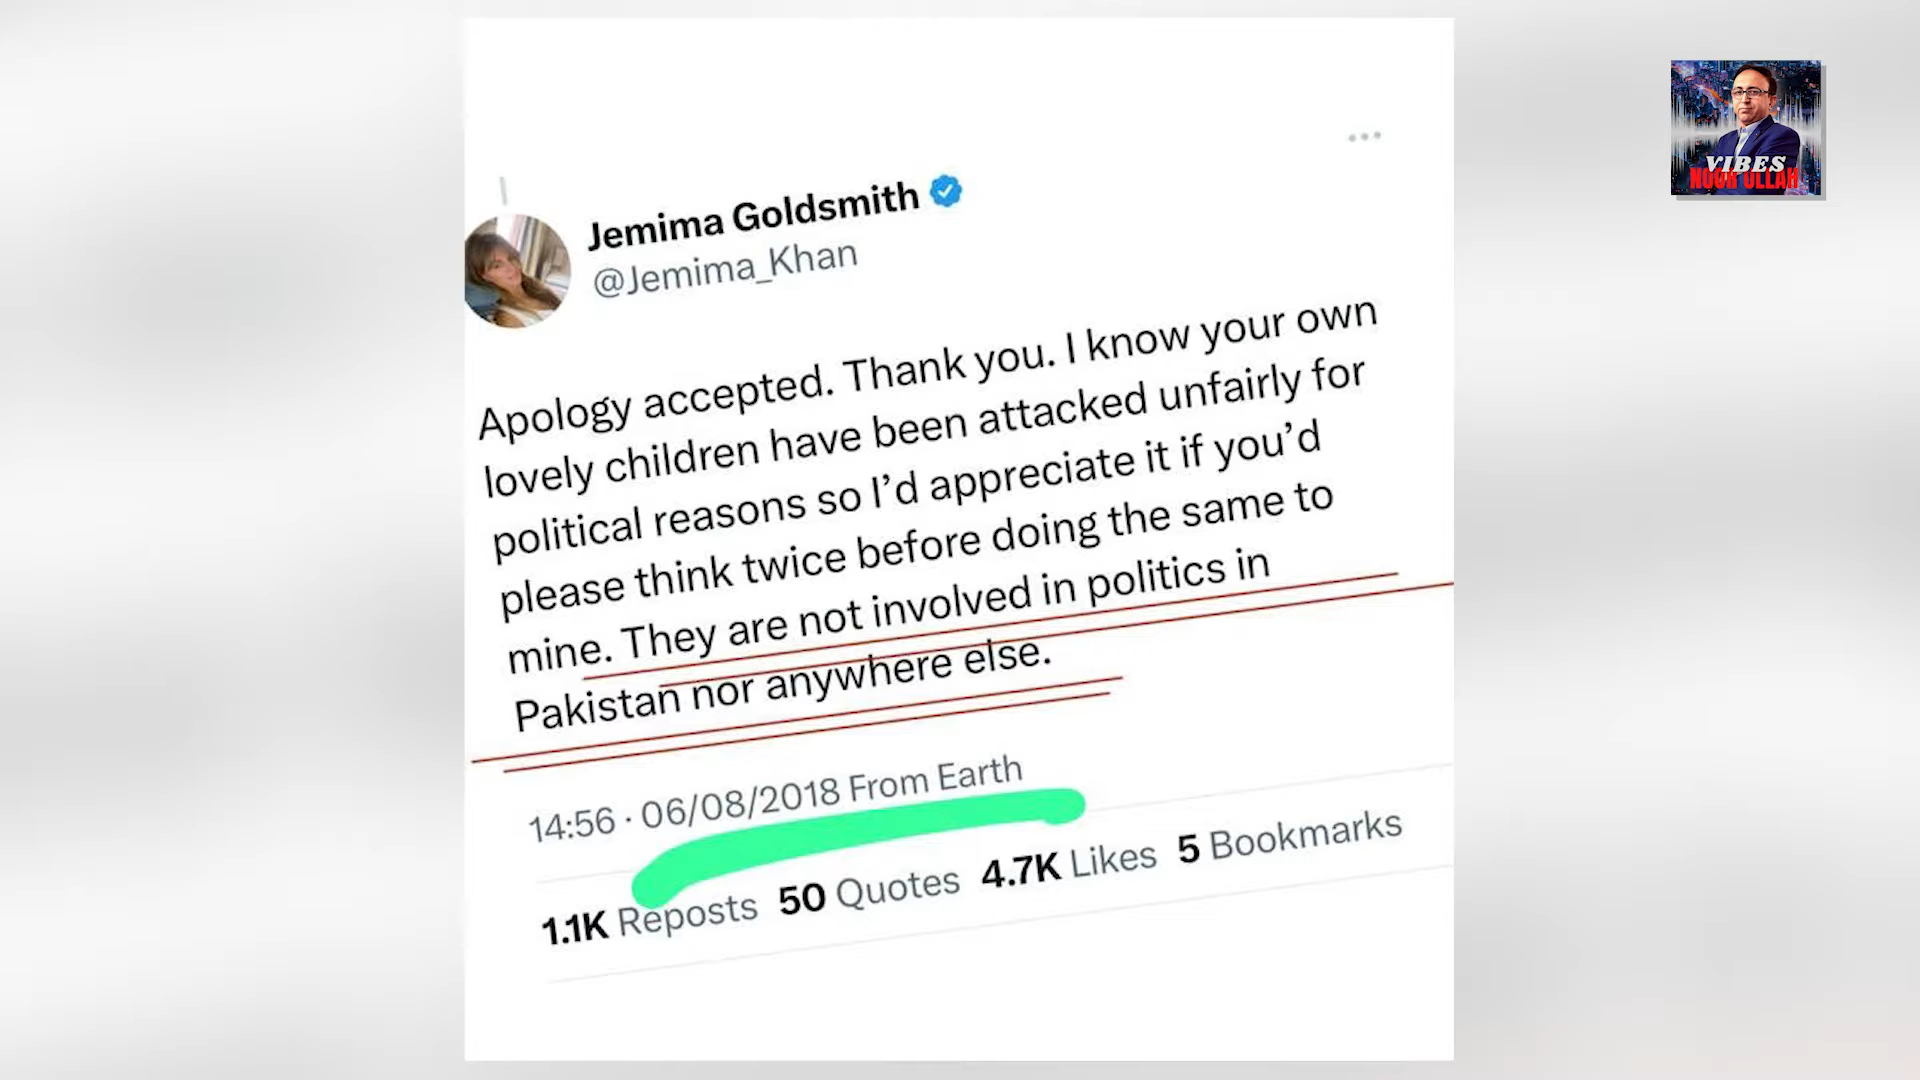 VIBES
NOOR ULLAH
...
Jemima Goldsmith
@Jemima_Khan
Apology accepted. Thank you. I know your own
lovely children have been attacked unfairly for
political reasons so I’d appreciate it if you’d
please think twice before doing the same to
mine. They are not involved in politics in
Pakistan nor anywhere else.
14:56 · 06/08/2018 From Earth
1.1K Reposts 50 Quotes 4.7K Likes 5 Bookmarks